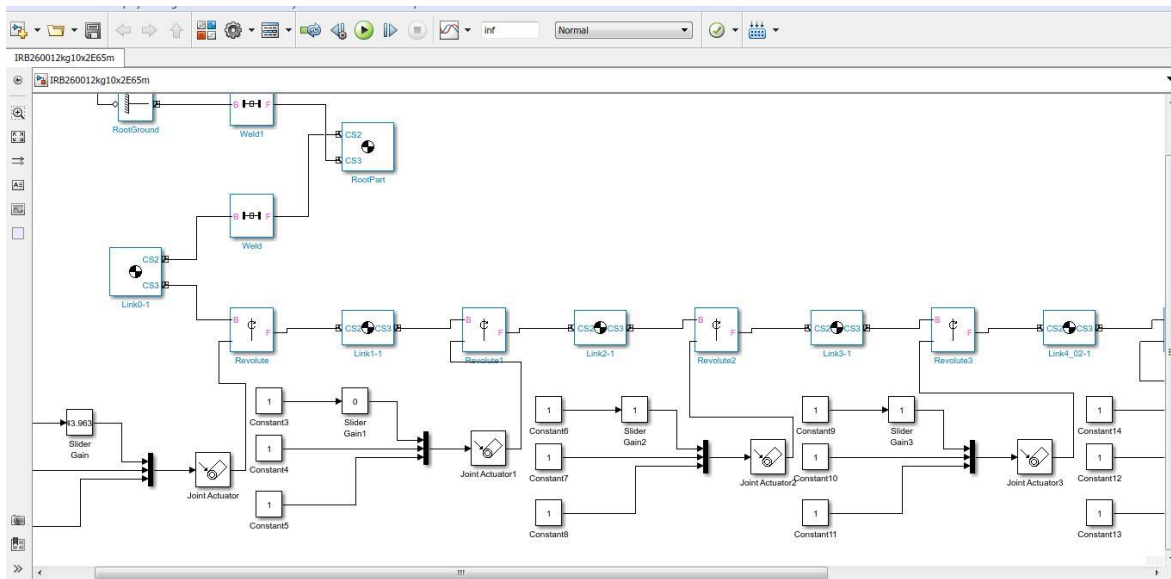 inf
Normal
IRB260012kg10x2E65m
IRB260012kg10x2E65m
RootGround
B F
Weld1
CS2
CS3
RootPart
B F
Weld
CS2
CS3
Link0-1
B
F
Revolute
CS2 CS3
Link1-1
B
F
Revolute1
CS2 CS3
Link2-1
B
F
Revolute2
CS2 CS3
Link3-1
B
F
Revolute3
CS2 CS3
Link4_02-1
43.963
Slider
Gain
Joint Actuator
1
Constant3
0
Slider
Gain1
1
Constant4
1
Constant5
Joint Actuator1
1
Constant6
1
Slider
Gain2
1
Constant7
1
Constant8
Joint Actuator2
1
Constant9
1
Slider
Gain3
1
Constant10
1
Constant11
Joint Actuator3
1
Constant14
1
Constant12
1
Constant13